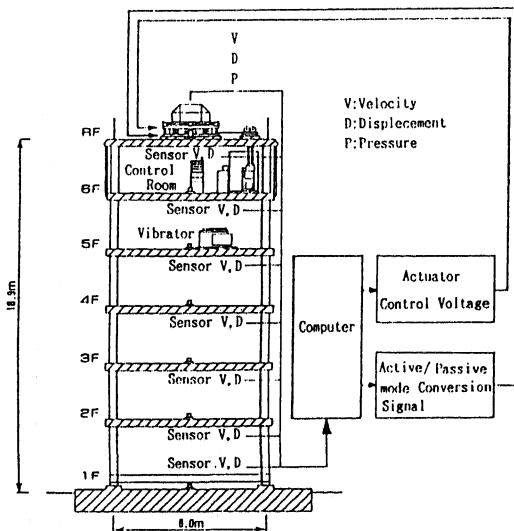 V
D
P
V:Velocity
D:Displecement
P:Pressure
RF
Sensor V,D
Control
Room
6F
Sensor V,D
Vibrator
5F
Sensor V,D
4F
Sensor V,D
3F
Sensor V,D
2F
Sensor V,D
Sensor.V,D
1F
18.9m
6.0m
Computer
Actuator
Control Voltage
Active/Passive
mode Conversion
Signal